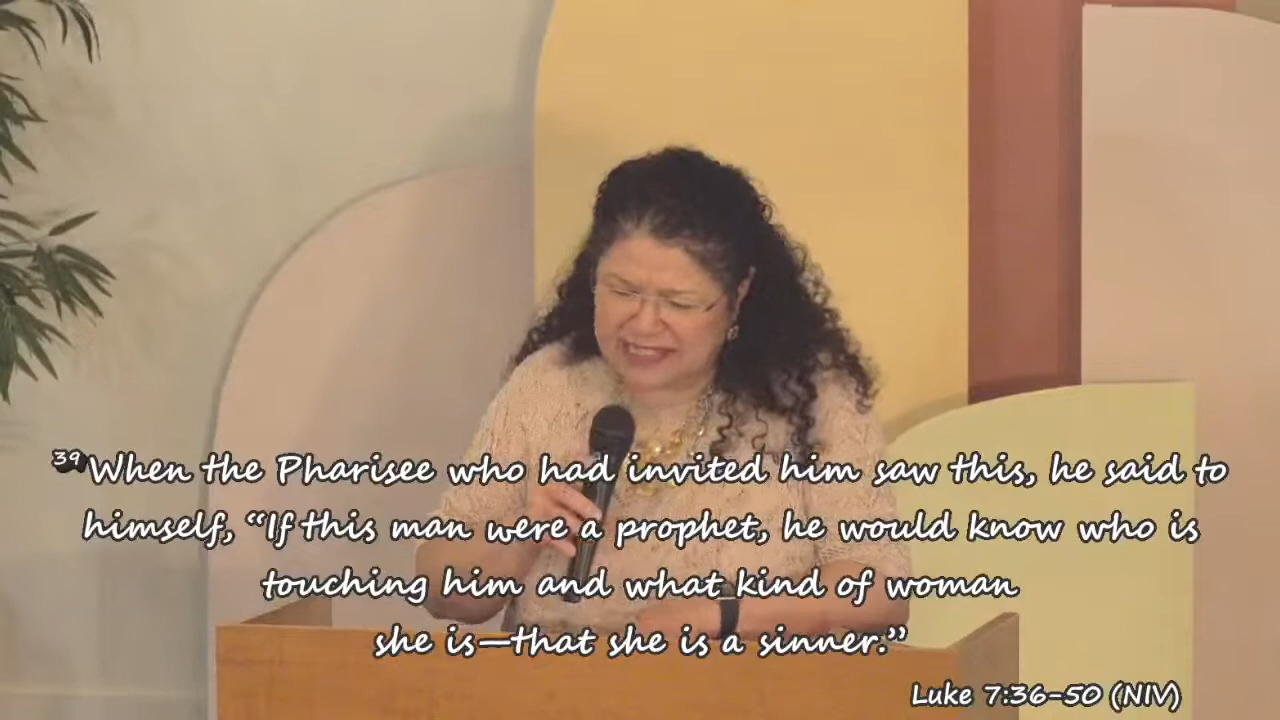 ³⁹ When the Pharisee who had invited him saw this, he said to
himself, “If this man were a prophet, he would know who is
touching him and what kind of woman
she is—that she is a sinner.”
Luke 7:36-50 (NIV)